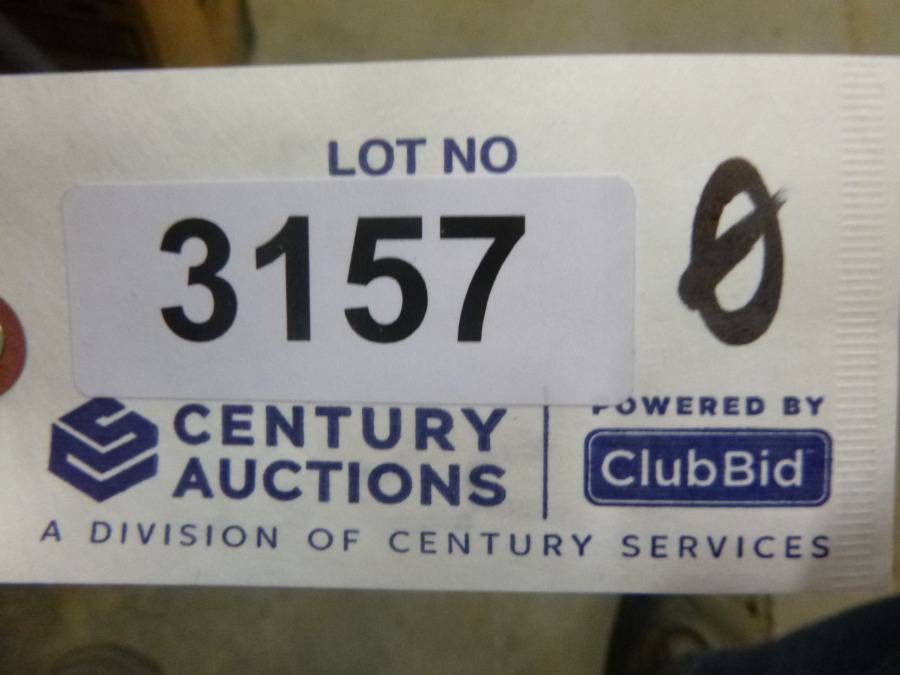 LOT NO
3157 0
CENTURY
AUCTIONS
POWERED BY
ClubBid
A DIVISION OF CENTURY SERVICES